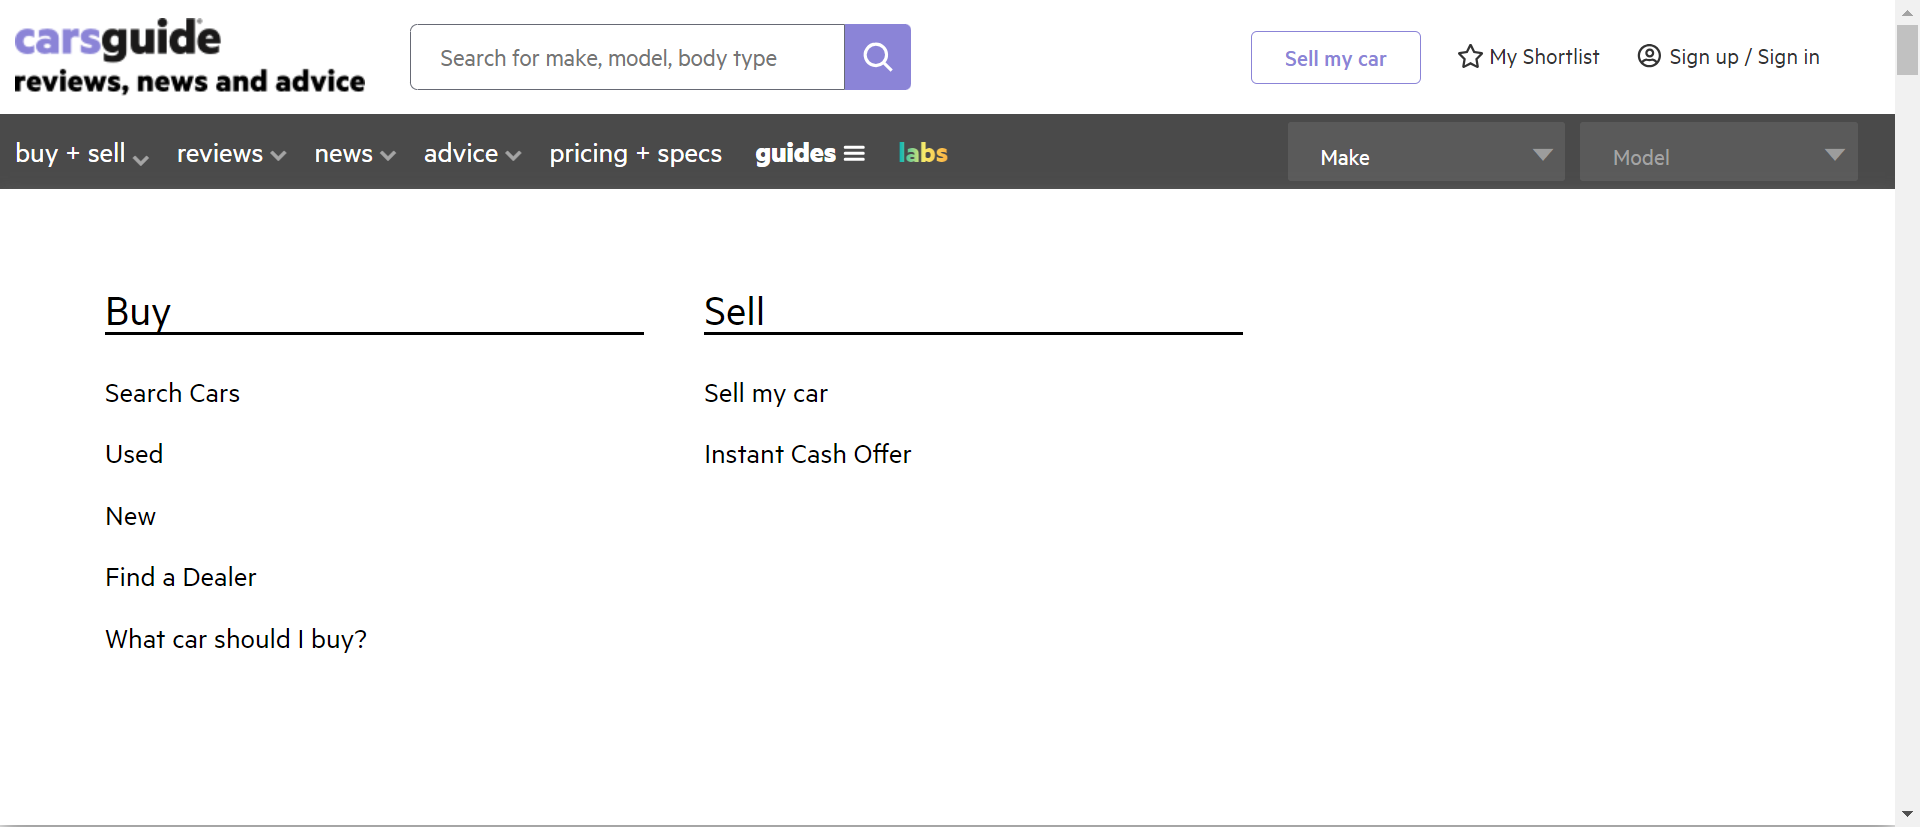 carsguide
reviews, news and advice
Search for make, model, body type
Sell my car
My Shortlist
Sign up / Sign in
buy + sell
reviews
news
advice
pricing + specs
guides
labs
Make
Model
Buy
Search Cars
Used
New
Find a Dealer
What car should I buy?
Sell
Sell my car
Instant Cash Offer